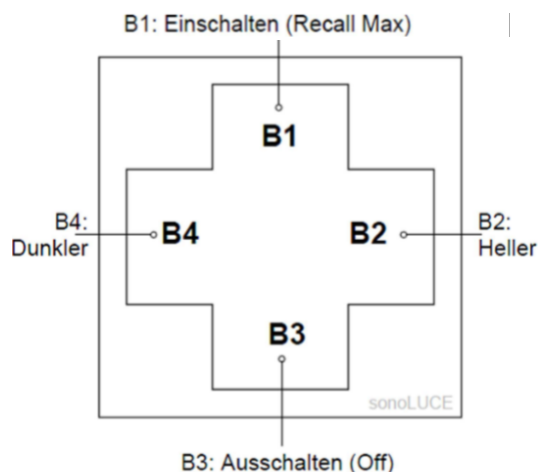 B1: Einschalten (Recall Max)
B1
B4:
Dunkler
B4
B2
B2:
Heller
B3
sonoLUCE
B3: Ausschalten (Off)